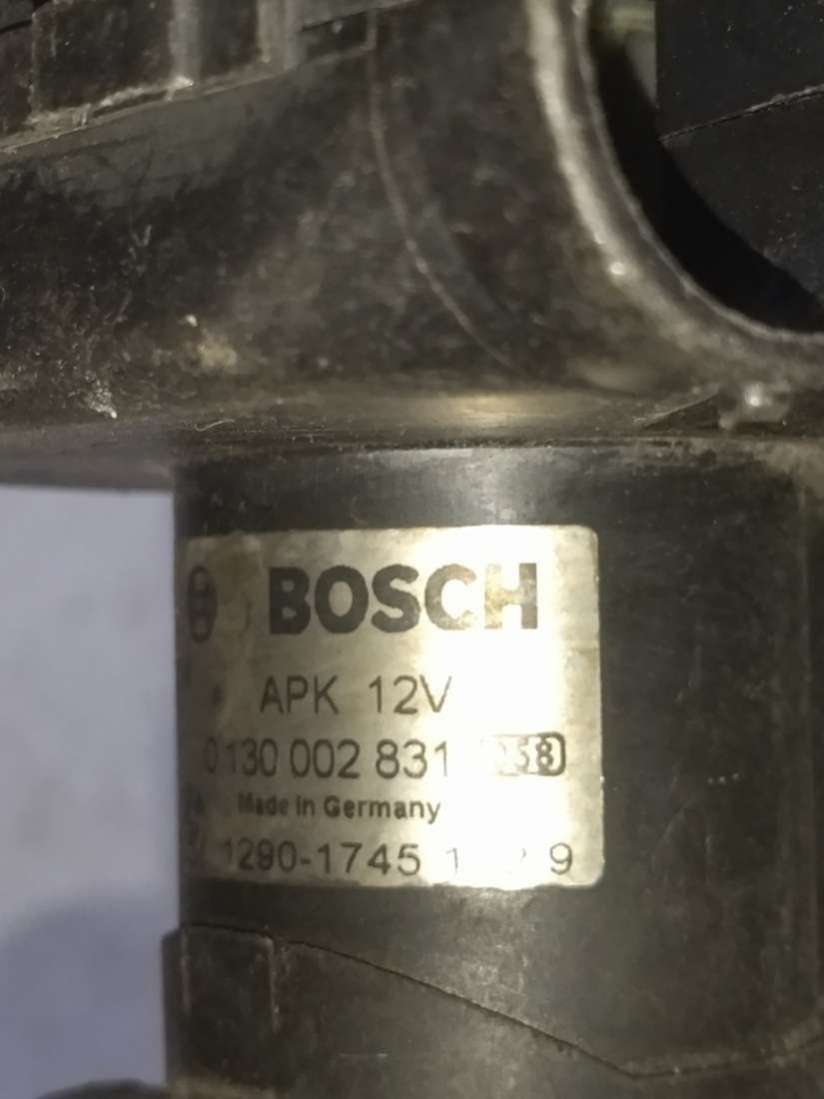 BOSCH
APK 12V
0 130 002 831
Made in Germany
1290-1745